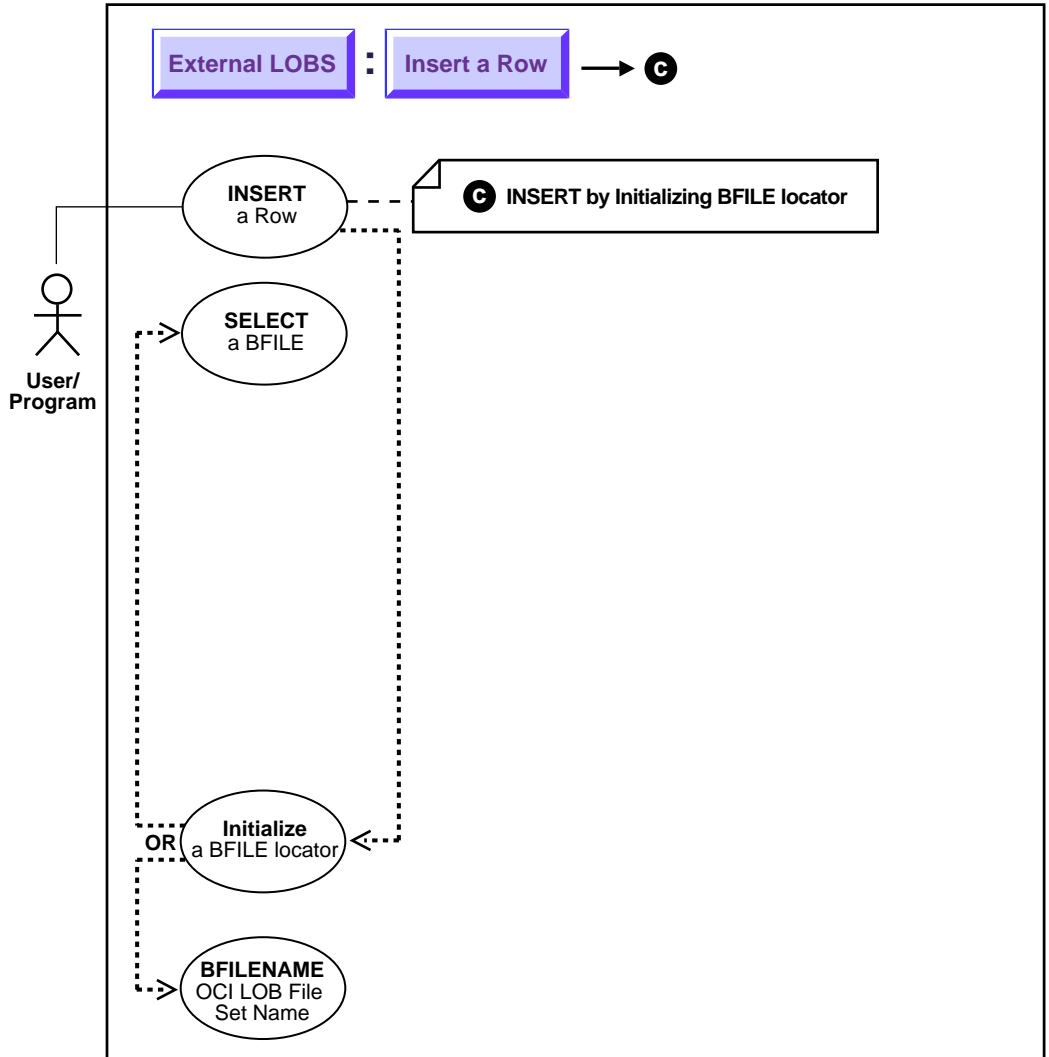 External LOBS : Insert a Row C
INSERT
a Row
C INSERT by Initializing BFILE locator
SELECT
a BFILE
User/
Program
Initialize
OR
a BFILE locator
BFILENAME
OCI LOB File
Set Name